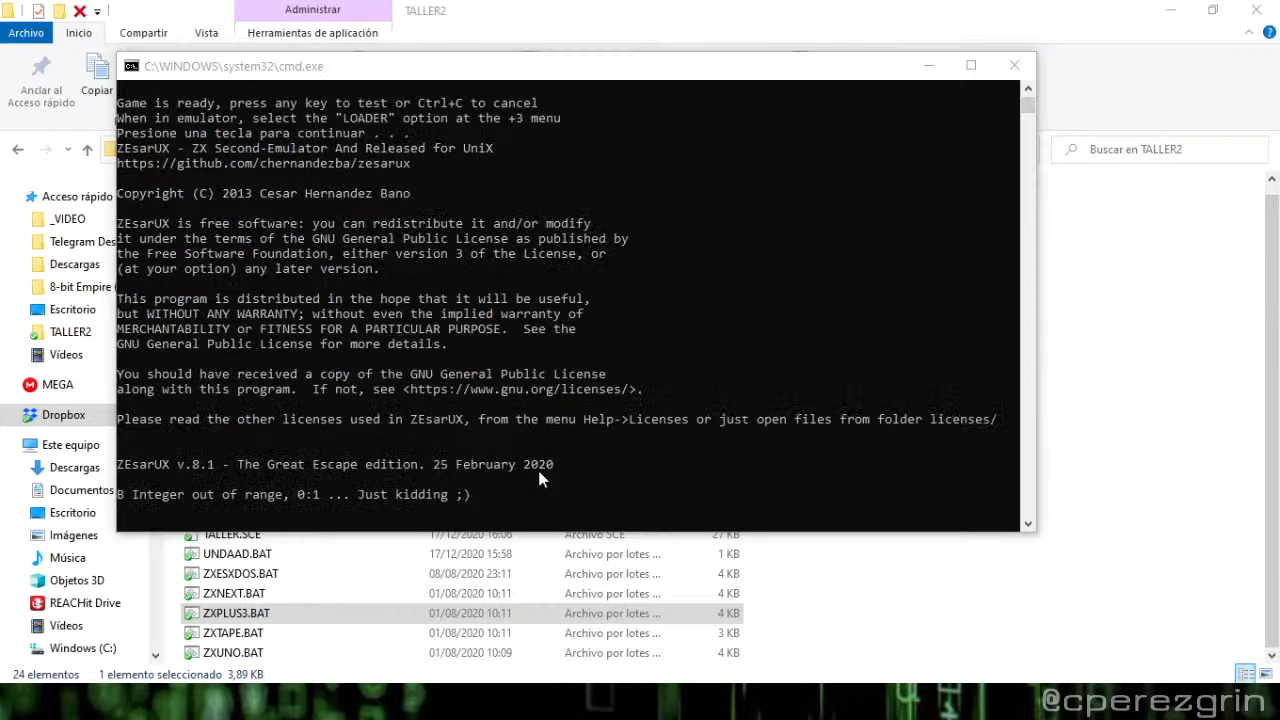 Administrar
TALLER2
Archivo
Inicio
Compartir
Vista
Herramientas de aplicación
Anclar al
Acceso rápido
Copiar
C:\WINDOWS\system32\cmd.exe
Game is ready, press any key to test or Ctrl+C to cancel
When in emulator, select the "LOADER" option at the +3 menu
Presione una tecla para continuar . . .
ZEsarUX - ZX Second-Emulator And Released for UniX
https://github.com/chernandezba/zesarux
Copyright (C) 2013 Cesar Hernandez Bano
ZEsarUX is free software: you can redistribute it and/or modify
it under the terms of the GNU General Public License as published by
the Free Software Foundation, either version 3 of the License, or
(at your option) any later version.
This program is distributed in the hope that it will be useful,
but WITHOUT ANY WARRANTY; without even the implied warranty of
MERCHANTABILITY or FITNESS FOR A PARTICULAR PURPOSE.  See the
GNU General Public License for more details.
You should have received a copy of the GNU General Public License
along with this program.  If not, see <https://www.gnu.org/licenses/>.
Please read the other licenses used in ZEsarUX, from the menu Help->Licenses or just open files from folder licenses/
ZEsarUX v.8.1 - The Great Escape edition. 25 February 2020
B Integer out of range, 0:1 ... Just kidding ;)
Buscar en TALLER2
Acceso rápido
_VIDEO
Telegram Des
Descargas
8-bit Empire (
Escritorio
TALLER2
Vídeos
MEGA
Dropbox
Este equipo
Descargas
Documentos
Escritorio
Imágenes
Música
Objetos 3D
REACHit Drive
Vídeos
Windows (C:)
TALLER.SCE 17/12/2020 16:06 Archivo SCE 27 KB
UNDAAD.BAT 17/12/2020 15:58 Archivo por lotes ... 1 KB
ZXESXDOS.BAT 08/08/2020 23:11 Archivo por lotes ... 4 KB
ZXNEXT.BAT 01/08/2020 10:11 Archivo por lotes ... 4 KB
ZXPLUS3.BAT 01/08/2020 10:11 Archivo por lotes ... 4 KB
ZXTAPE.BAT 01/08/2020 10:11 Archivo por lotes ... 3 KB
ZXUNO.BAT 01/08/2020 10:09 Archivo por lotes ... 4 KB
24 elementos
1 elemento seleccionado 3,89 KB
@cperezgrin